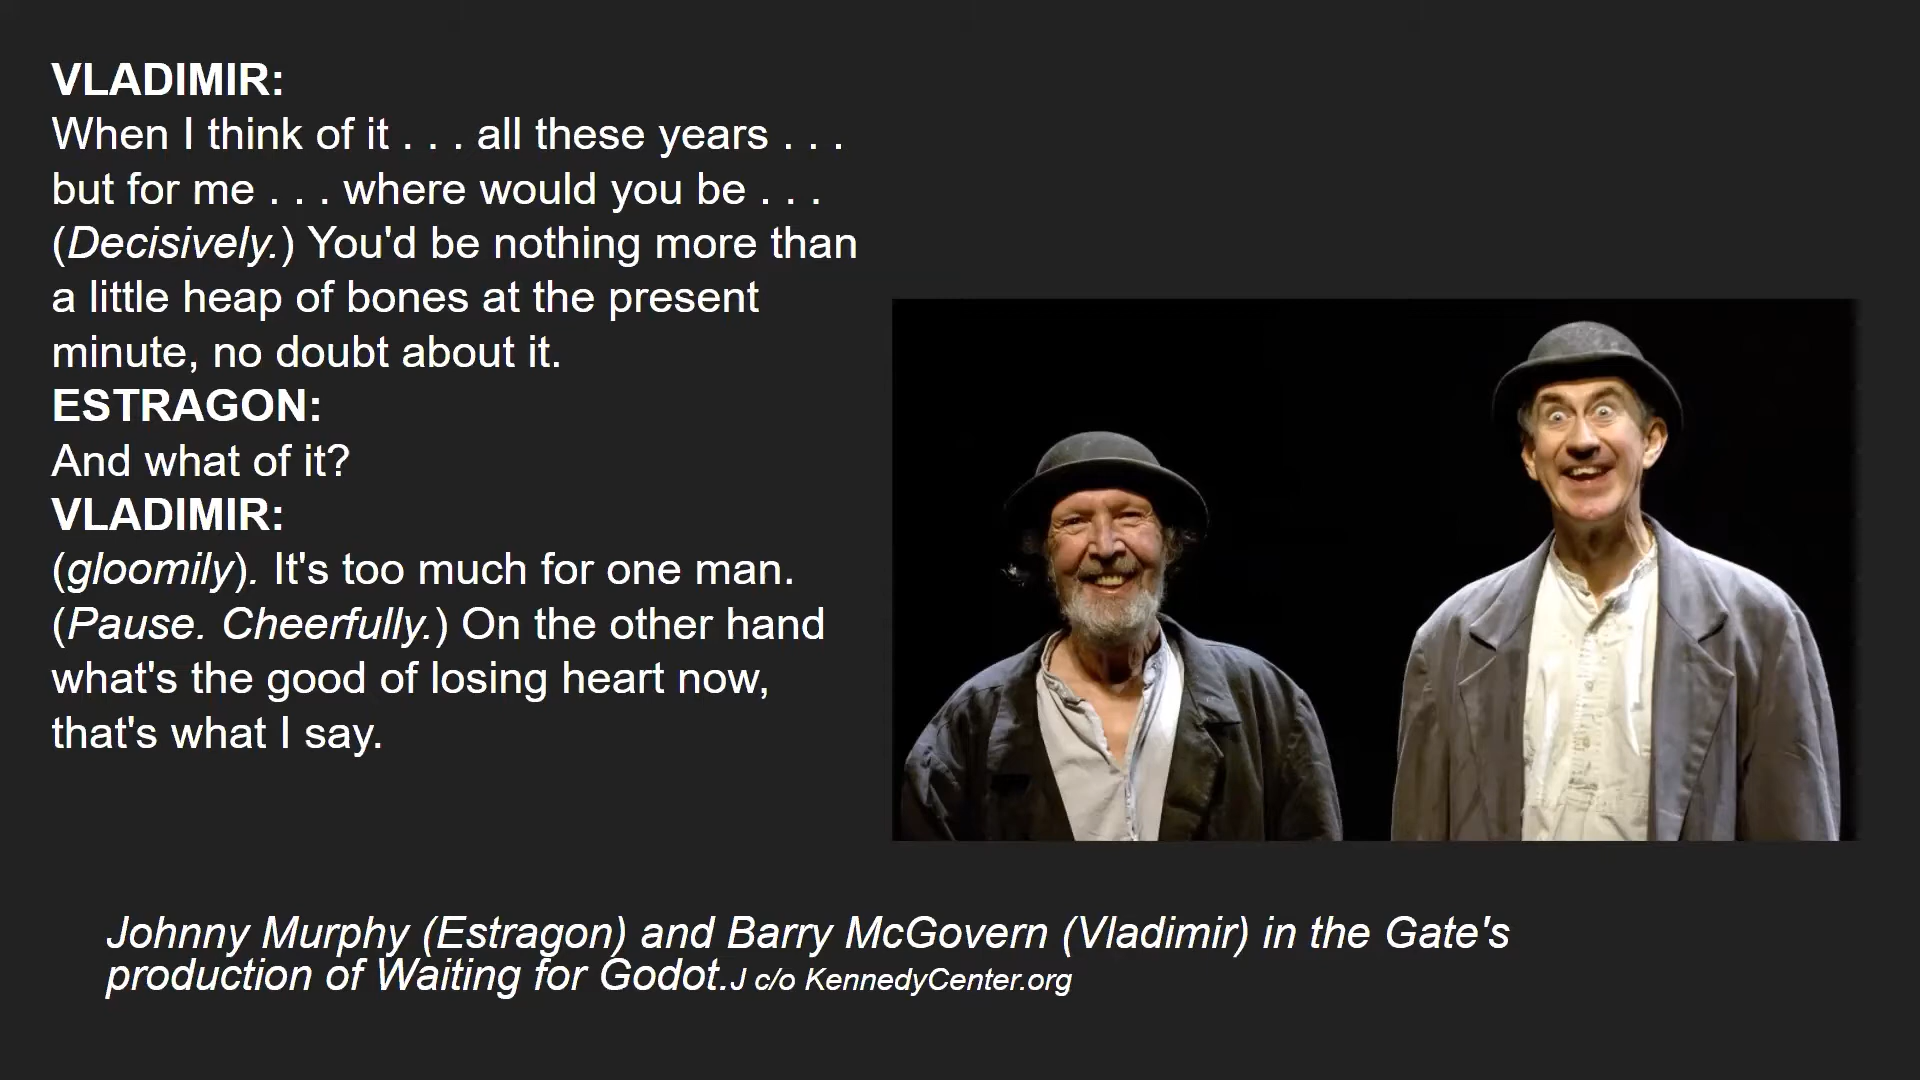 VLADIMIR:
When I think of it . . . all these years . . .
but for me . . . where would you be . . .
(Decisively.) You'd be nothing more than
a little heap of bones at the present
minute, no doubt about it.
ESTRAGON:
And what of it?
VLADIMIR:
(gloomily). It's too much for one man.
(Pause. Cheerfully.) On the other hand
what's the good of losing heart now,
that's what I say.
Johnny Murphy (Estragon) and Barry McGovern (Vladimir) in the Gate's
production of Waiting for Godot.J c/o KennedyCenter.org